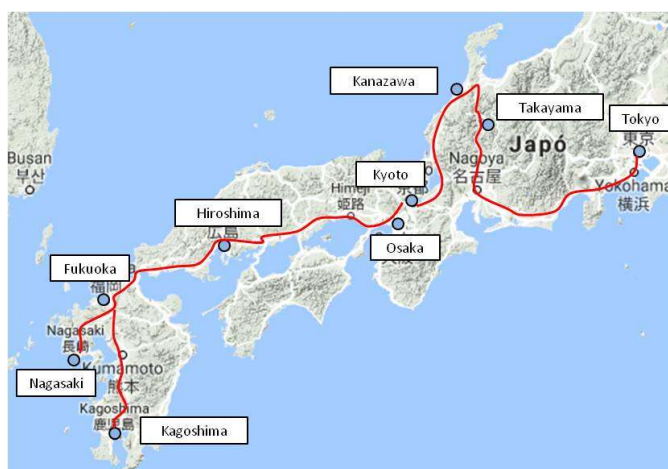 Kanazawa
Takayama
Tokyo
東京
Japó
Busan
부산
Kyoto
Nagoya
名古屋
Yokohama
横浜
Himeji
姫路
Hiroshima
広島
Osaka
Fukuoka
福岡
Nagasaki
長崎
Kumamoto
熊本
Nagasaki
Kagoshima
鹿児島
Kagoshima